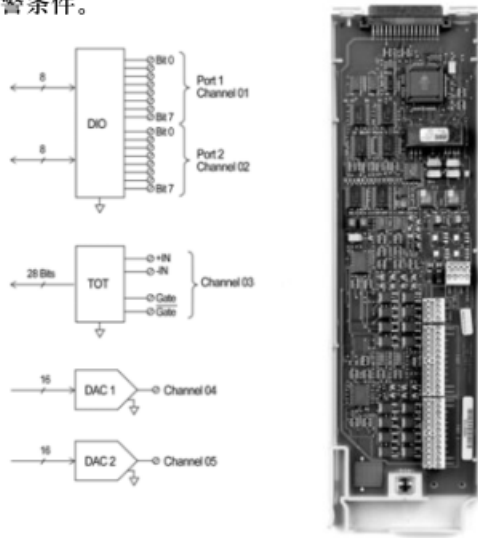 警条件。
8
Bit 0
Port 1
Channel 01
Bit 7
DIO
8
Bit 0
Port 2
Channel 02
Bit 7
28 Bits
TOT
+IN
-IN
Channel 03
Gate
Gate
16
DAC 1
Channel 04
16
DAC 2
Channel 05